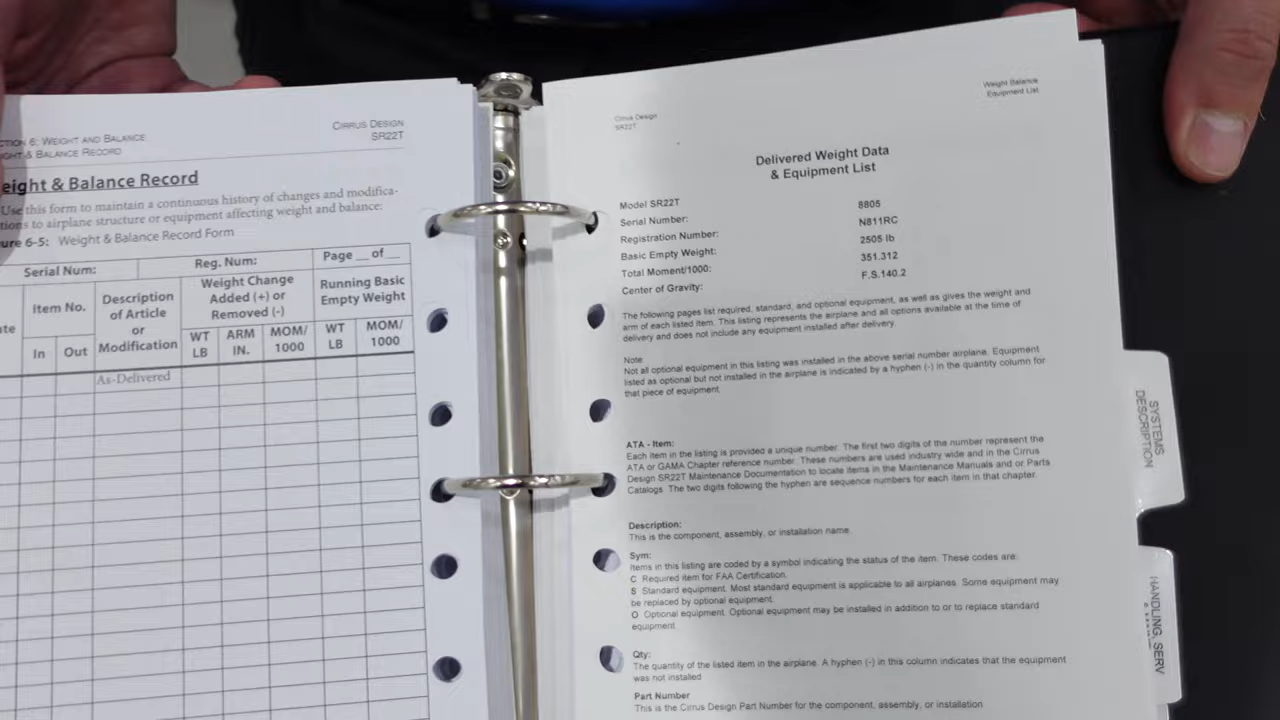 CTION 6: WEIGHT AND BALANCE
IGHT & BALANCE RECORD
CIRRUS DESIGN
SR22T
eight & Balance Record
Use this form to maintain a continuous history of changes and modifica-
tions to airplane structure or equipment affecting weight and balance:
ure 6-5: Weight & Balance Record Form
Serial Num:
Reg. Num:
Page __ of __
ate
Item No.
In
Out
Description
of Article
or
Modification
Weight Change
Added (+) or
Removed (-)
Running Basic
Empty Weight
WT
LB
ARM
IN.
MOM/
1000
WT
LB
MOM/
1000
As-Delivered
Cirrus Design
SR22T
Weight Balance
Equipment List
Delivered Weight Data
& Equipment List
Model SR22T
Serial Number:
Registration Number:
Basic Empty Weight:
Total Moment/1000:
Center of Gravity:
8805
N811RC
2505 lb
351.312
F.S.140.2
The following pages list required, standard, and optional equipment, as well as gives the weight and
arm of each listed item. This listing represents the airplane and all options available at the time of
delivery and does not include any equipment installed after delivery.
Note
Not all optional equipment in this listing was installed in the above serial number airplane. Equipment
listed as optional but not installed in the airplane is indicated by a hyphen (-) in the quantity column for
that piece of equipment.
ATA - Item:
Each item in the listing is provided a unique number. The first two digits of the number represent the
ATA or GAMA Chapter reference number. These numbers are used industry wide and in the Cirrus
Design SR22T Maintenance Documentation to locate items in the Maintenance Manuals and or Parts
Catalogs. The two digits following the hyphen are sequence numbers for each item in that chapter.
Description:
This is the component, assembly, or installation name.
Sym:
Items in this listing are coded by a symbol indicating the status of the item. These codes are:
C Required item for FAA Certification.
S Standard equipment. Most standard equipment is applicable to all airplanes. Some equipment may
be replaced by optional equipment.
O Optional equipment. Optional equipment may be installed in addition to or to replace standard
equipment.
Qty:
The quantity of the listed item in the airplane. A hyphen (-) in this column indicates that the equipment
was not installed
Part Number
This is the Cirrus Design Part Number for the component, assembly, or installation
SYSTEMS
DESCRIPTION
HANDLING, SERV